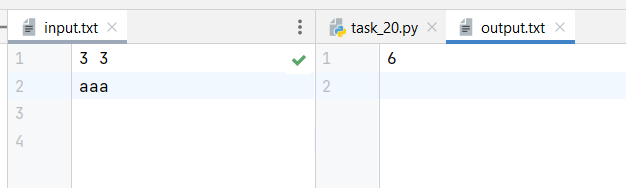 input.txt
1 3 3
2 aaa
3
4
task_20.py output.txt
1 6
2